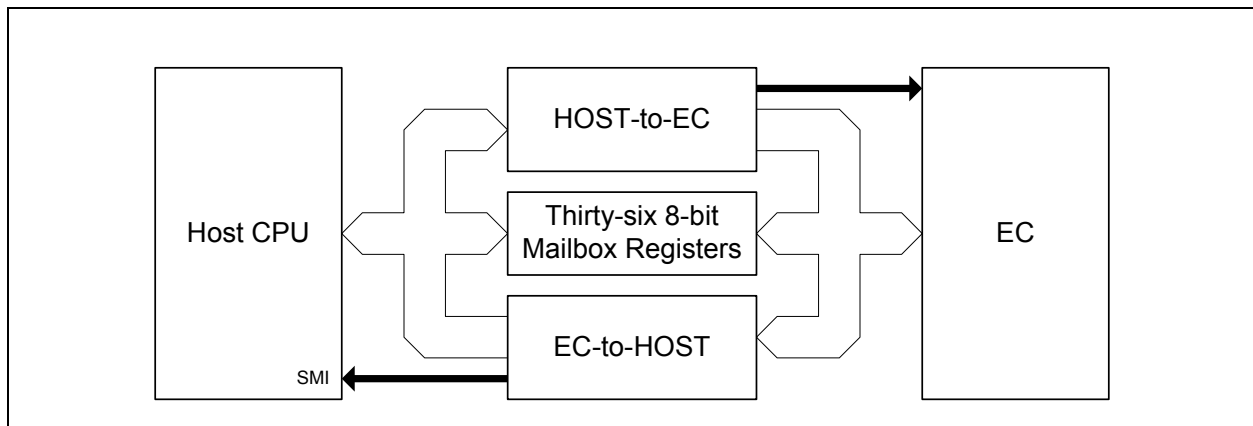 HOST-to-EC
Host CPU
Thirty-six 8-bit
Mailbox Registers
EC
EC-to-HOST
SMI